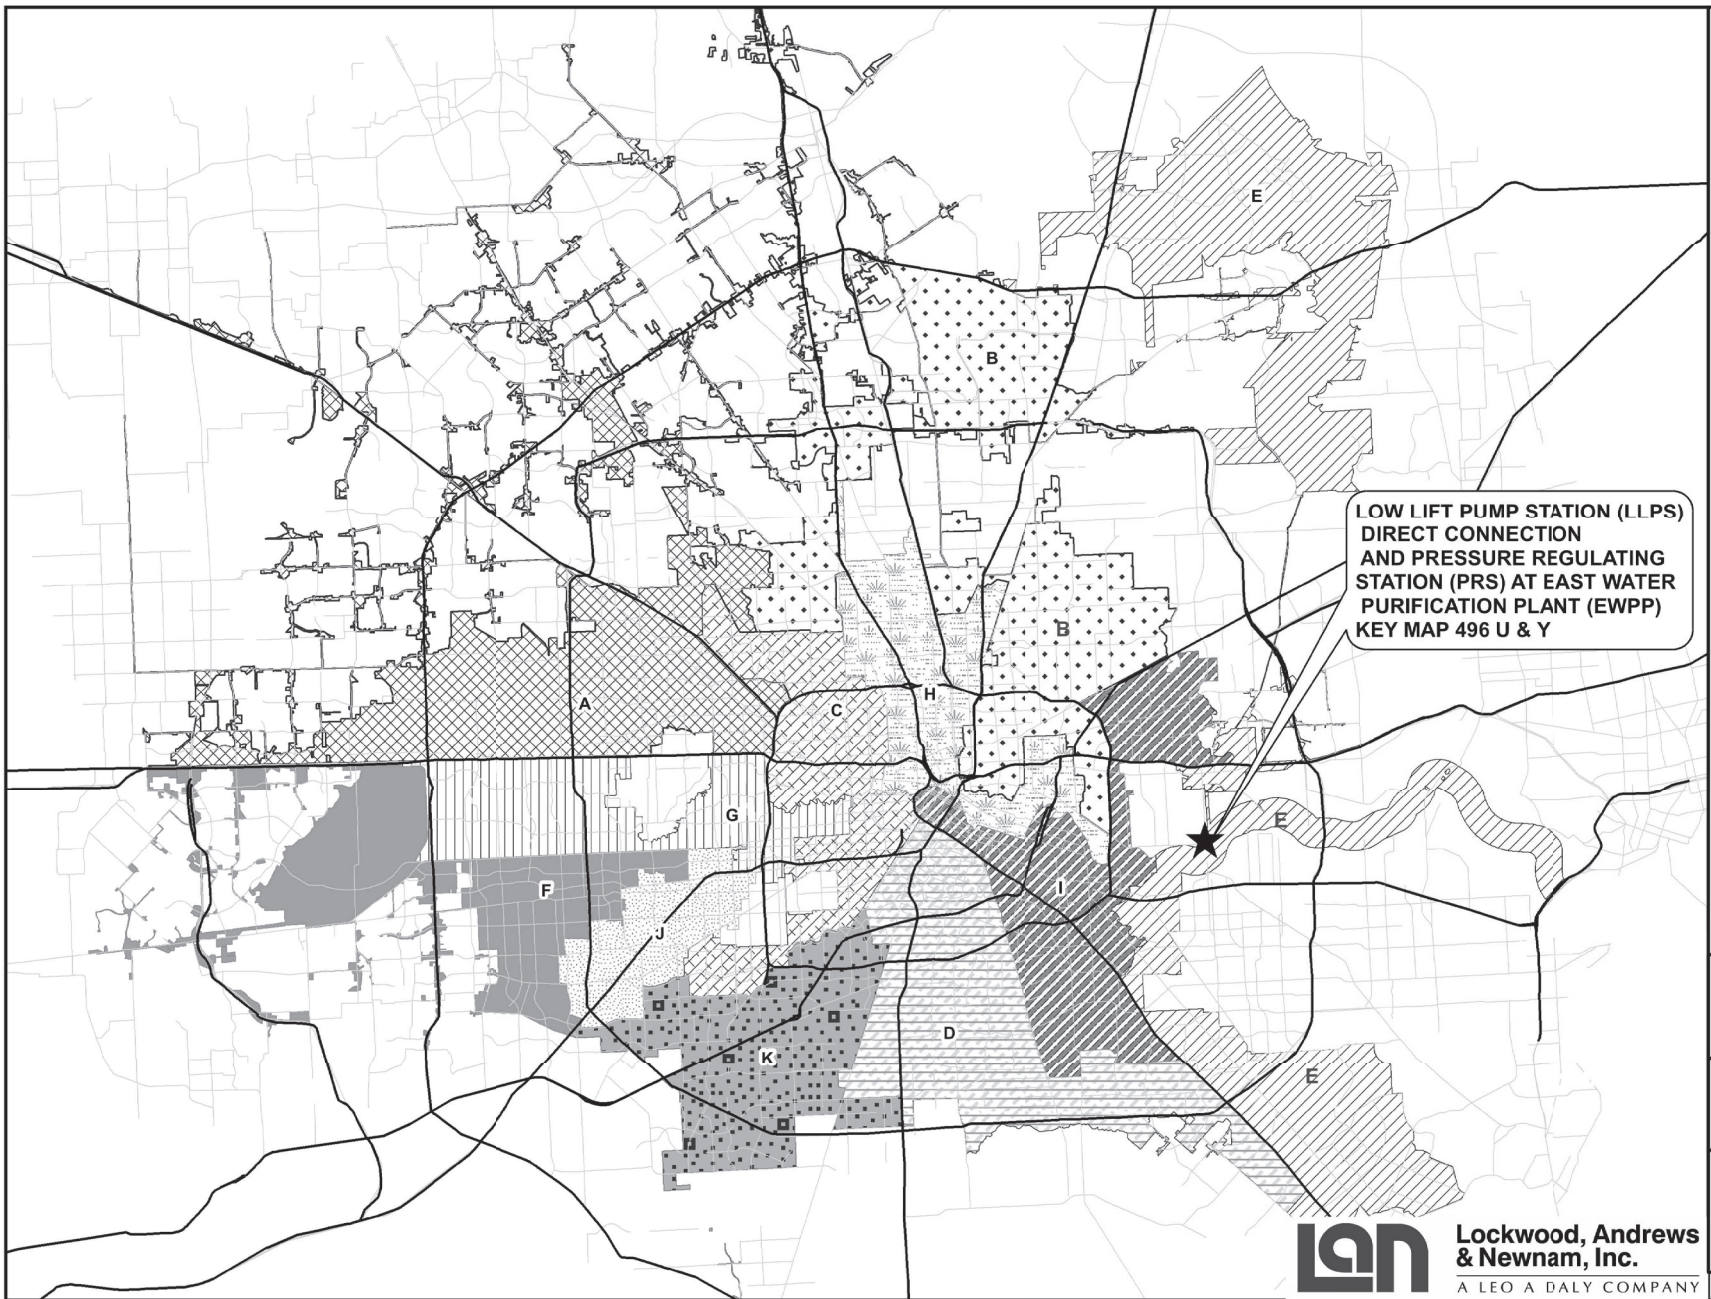 E
B
LOW LIFT PUMP STATION (LLPS)
DIRECT CONNECTION
AND PRESSURE REGULATING
STATION (PRS) AT EAST WATER
PURIFICATION PLANT (EWPP)
KEY MAP 496 U & Y
B
H
A
C
G
E
F
I
J
D
K
E
Lan
Lockwood, Andrews
& Newnam, Inc.
A LEO A DALY COMPANY